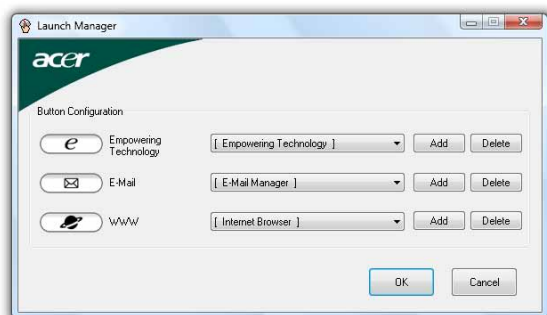 Launch Manager
acer
Button Configuration
e Empowering Technology [ Empowering Technology ] Add Delete
E-Mail [ E-Mail Manager ] Add Delete
WWW [ Internet Browser ] Add Delete
OK Cancel